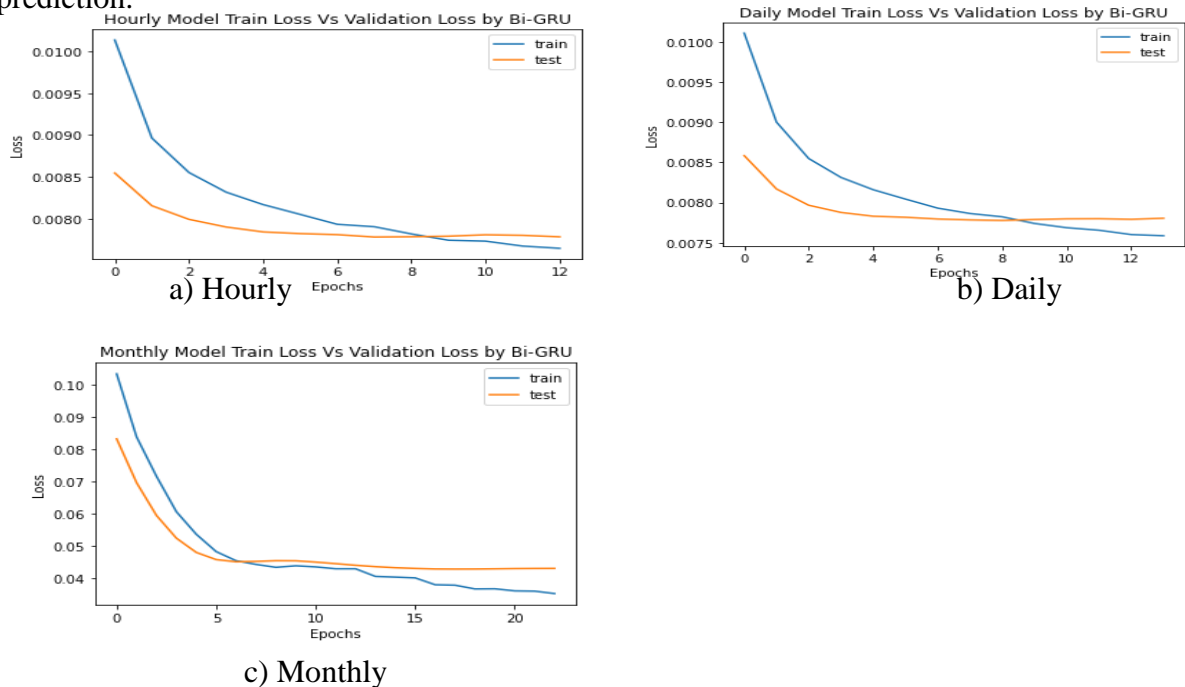 prediction.
Hourly Model Train Loss Vs Validation Loss by Bi-GRU
train
test
0.0100
0.0095
0.0090
0.0085
0.0080
Loss
0 2 4 6 8 10 12
Epochs
a) Hourly
Daily Model Train Loss Vs Validation Loss by Bi-GRU
train
test
0.0100
0.0095
0.0090
0.0085
0.0080
0.0075
Loss
0 2 4 6 8 10 12
Epochs
b) Daily
Monthly Model Train Loss Vs Validation Loss by Bi-GRU
train
test
0.10
0.09
0.08
0.07
0.06
0.05
0.04
Loss
0 5 10 15 20
Epochs
c) Monthly